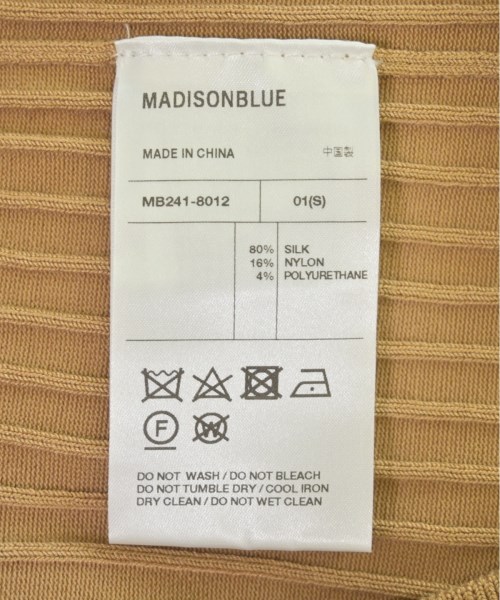 MADISONBLUE
MADE IN CHINA 中国製
MB241-8012 01(S)
80% SILK
16% NYLON
4% POLYURETHANE
F W
DO NOT WASH / DO NOT BLEACH
DO NOT TUMBLE DRY / COOL IRON
DRY CLEAN / DO NOT WET CLEAN